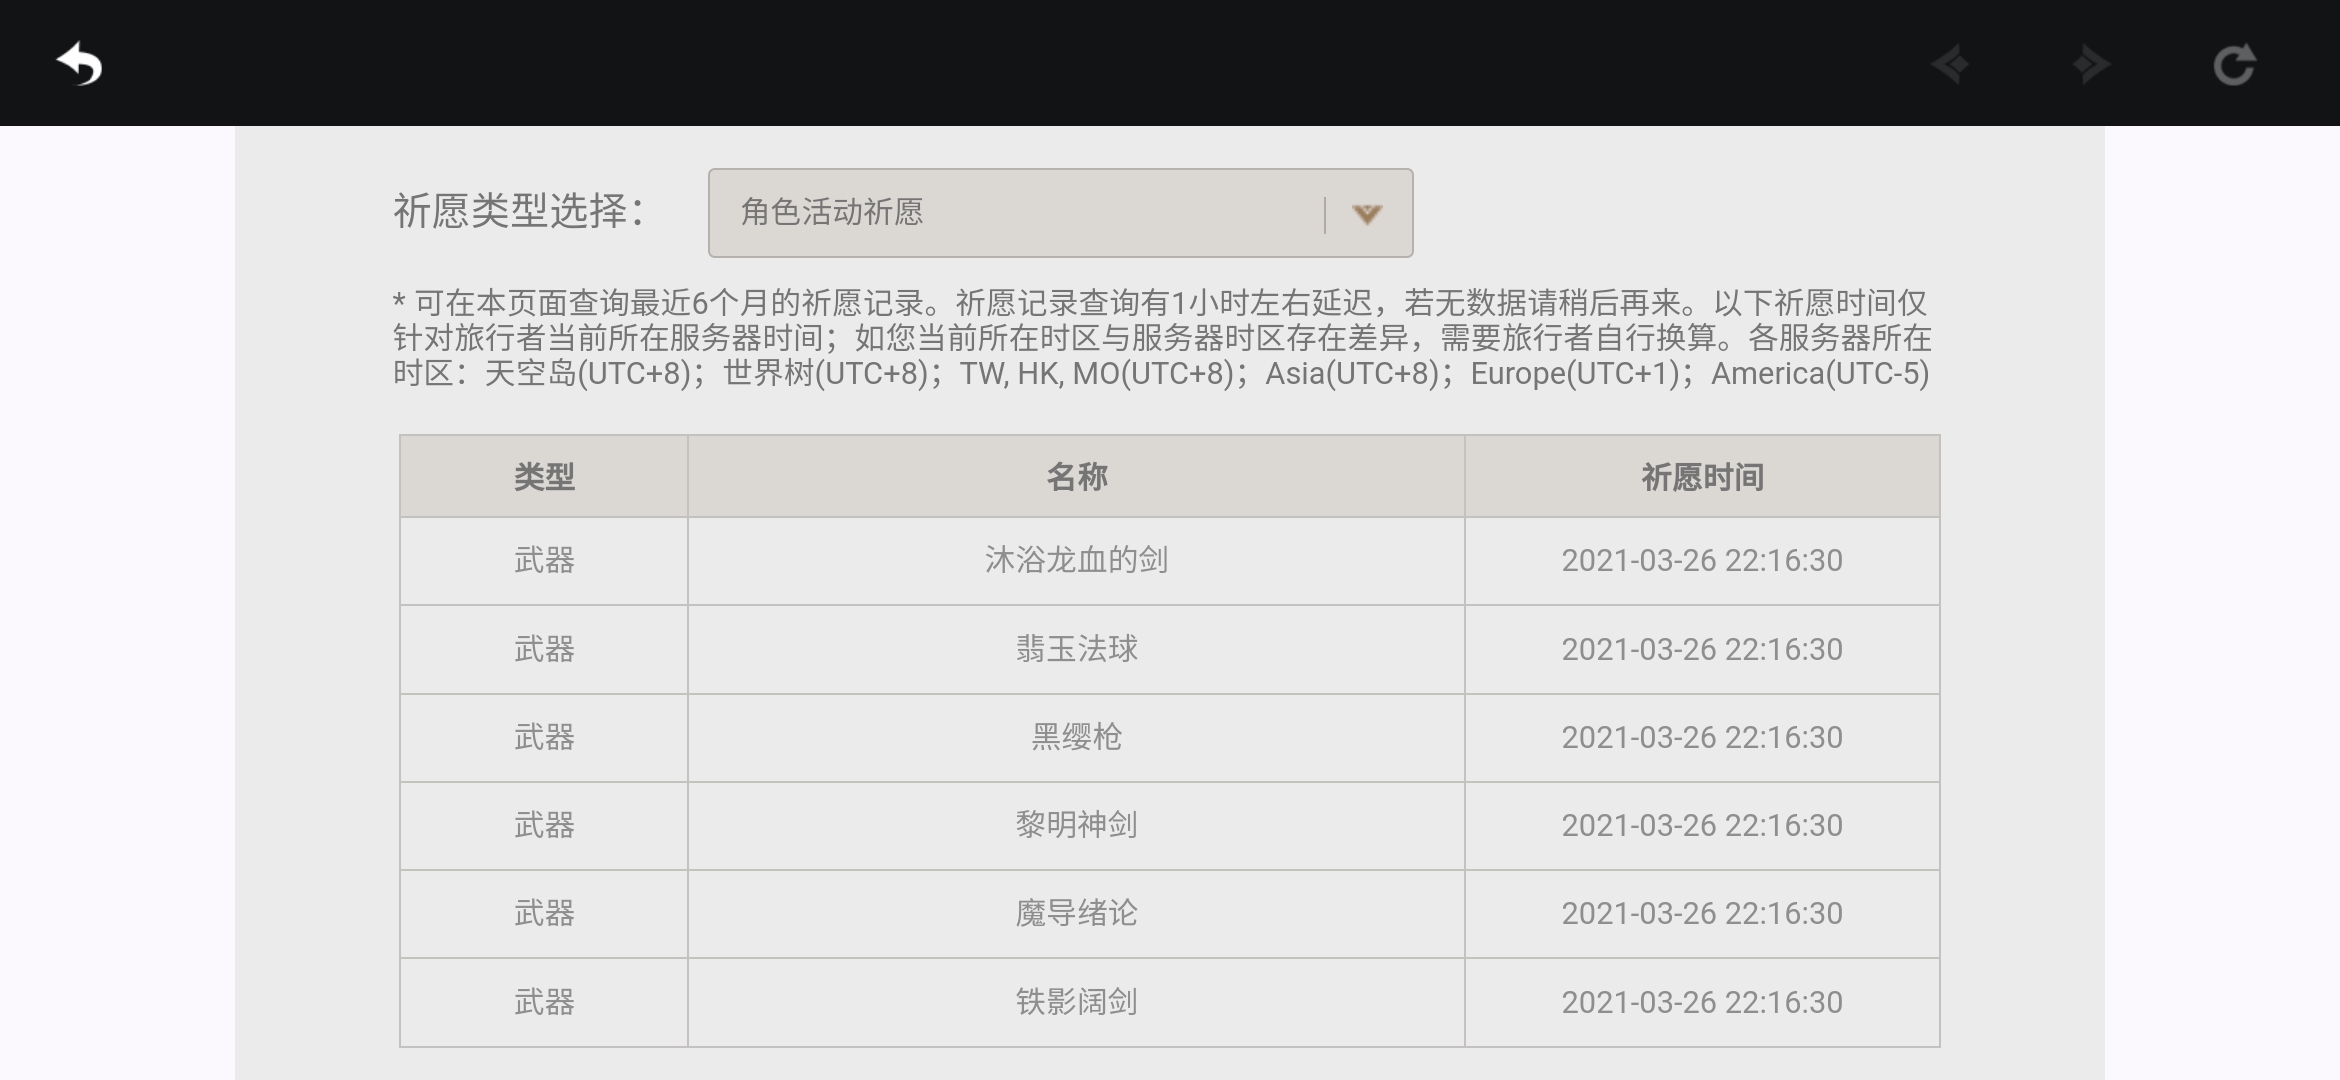 祈愿类型选择：
角色活动祈愿
* 可在本页面查询最近6个月的祈愿记录。祈愿记录查询有1小时左右延迟，若无数据请稍后再来。以下祈愿时间仅
针对旅行者当前所在服务器时间；如您当前所在时区与服务器时区存在差异，需要旅行者自行换算。各服务器所在
时区：天空岛(UTC+8)；世界树(UTC+8)；TW, HK, MO(UTC+8)；Asia(UTC+8)；Europe(UTC+1)；America(UTC-5)
类型 名称 祈愿时间
武器 沐浴龙血的剑 2021-03-26 22:16:30
武器 翡玉法球 2021-03-26 22:16:30
武器 黑缨枪 2021-03-26 22:16:30
武器 黎明神剑 2021-03-26 22:16:30
武器 魔导绪论 2021-03-26 22:16:30
武器 铁影阔剑 2021-03-26 22:16:30